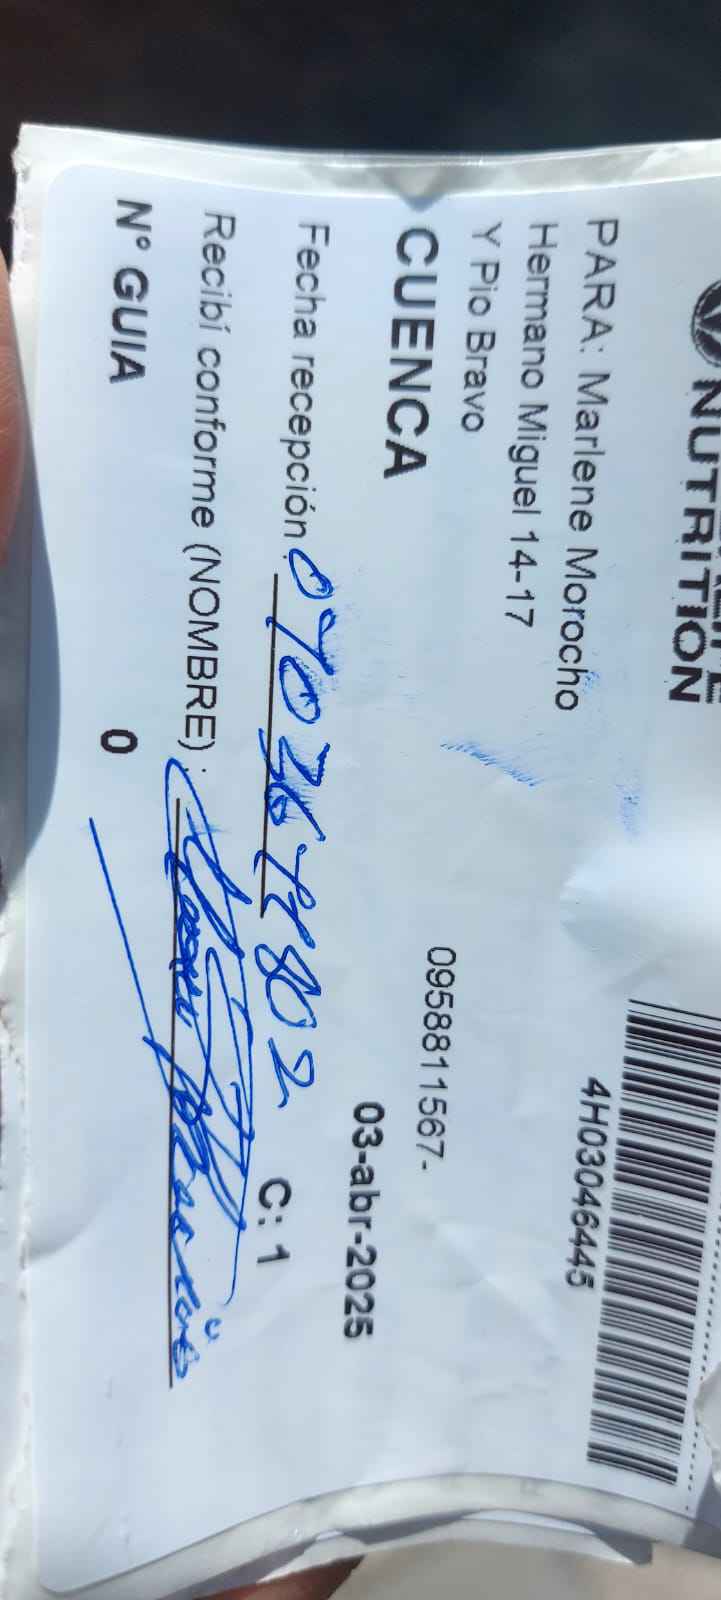 NUTRITION
4H03046445
PARA: Marlene Morocho
Hermano Miguel 14-17
Y Pio Bravo
CUENCA
0958811567-
03-abr-2025
Fecha recepción:
C: 1
Recibí conforme (NOMBRE) :
N° GUIA 0